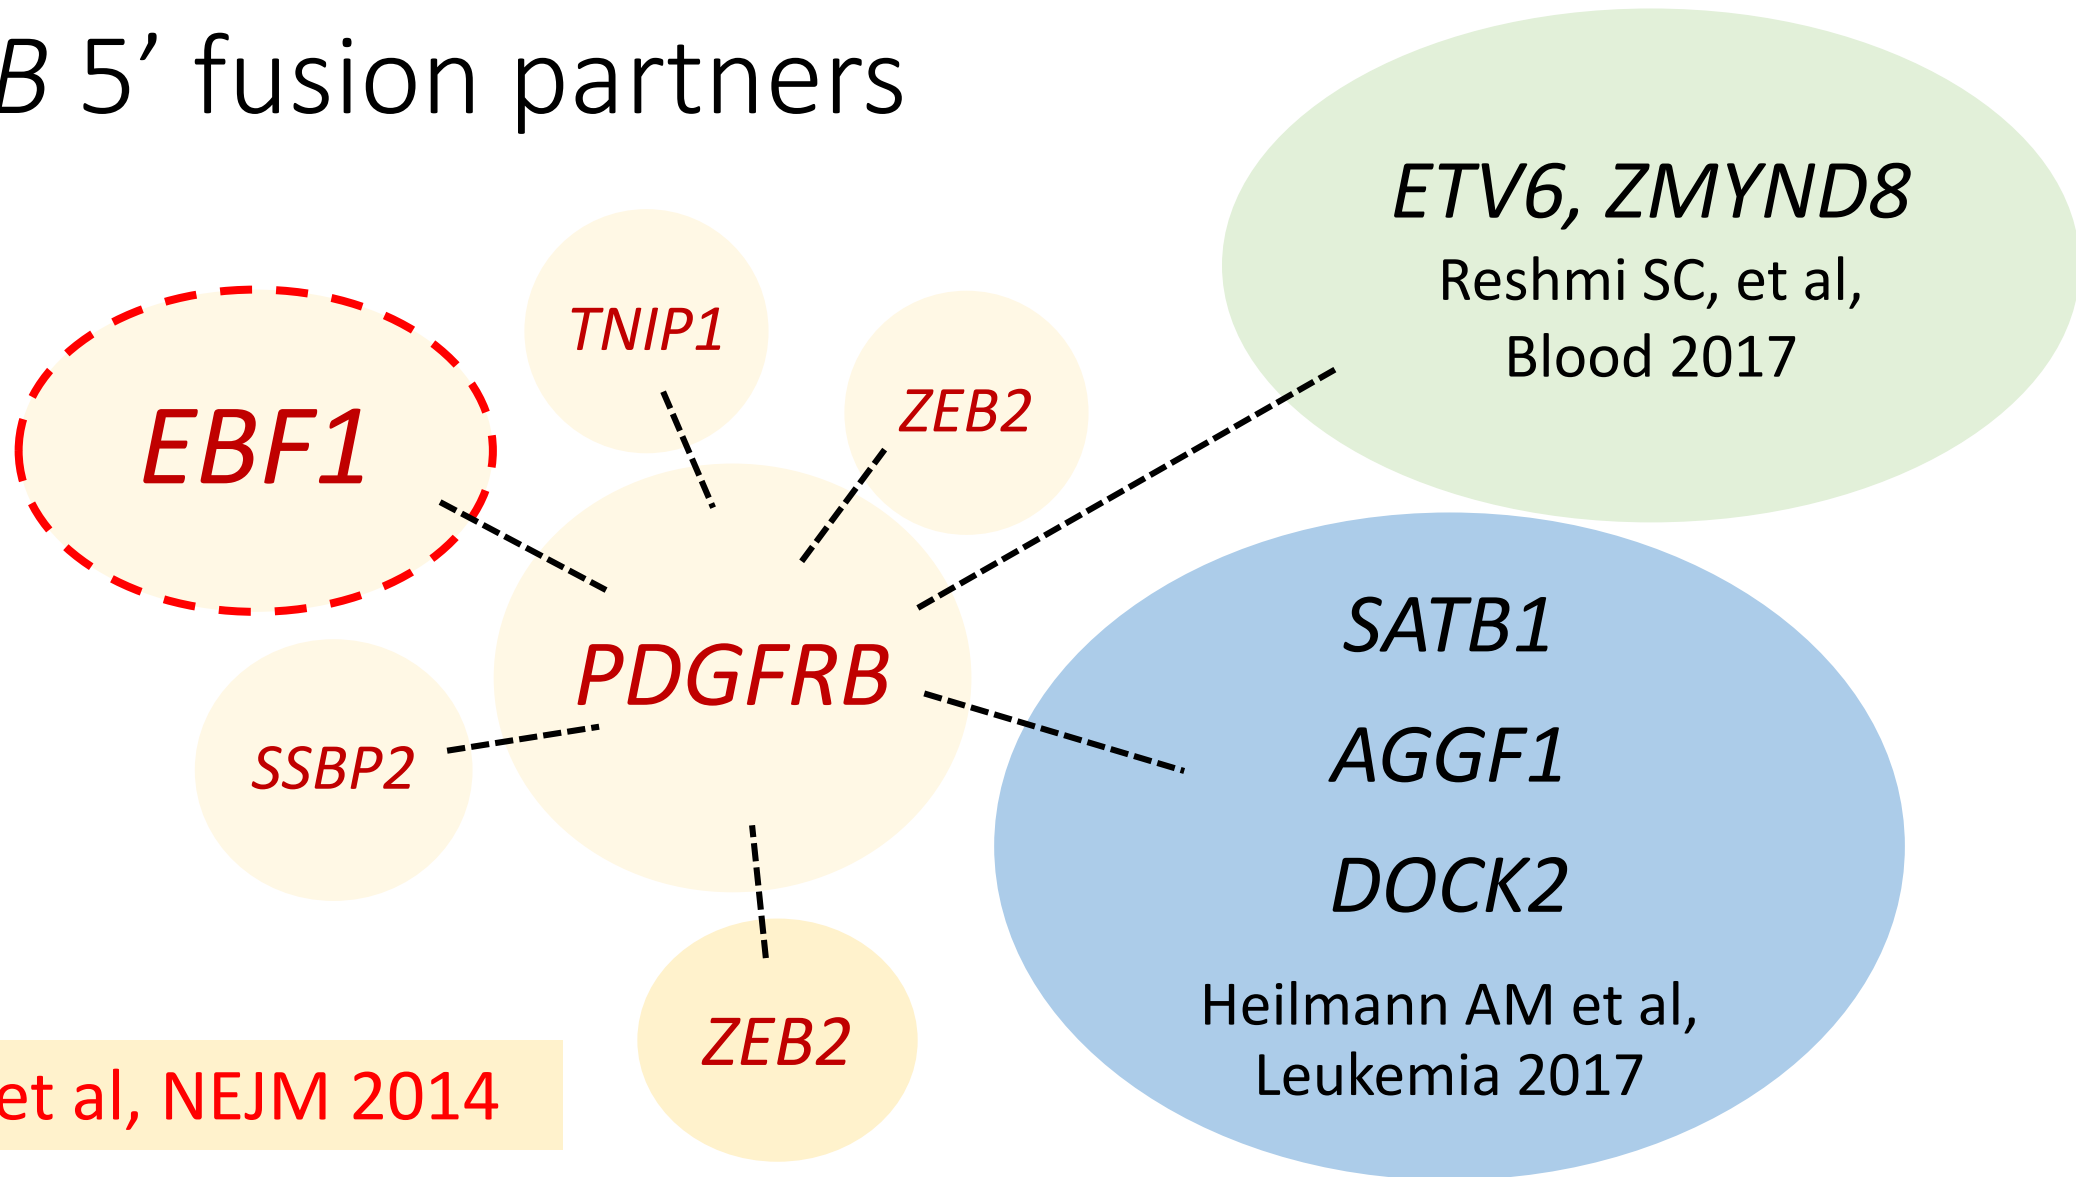 B 5’ fusion partners
ETV6, ZMYND8
Reshmi SC, et al,
Blood 2017
TNIP1
ZEB2
EBF1
PDGFRB
SSBP2
ZEB2
SATB1
AGGF1
DOCK2
Heilmann AM et al,
Leukemia 2017
et al, NEJM 2014